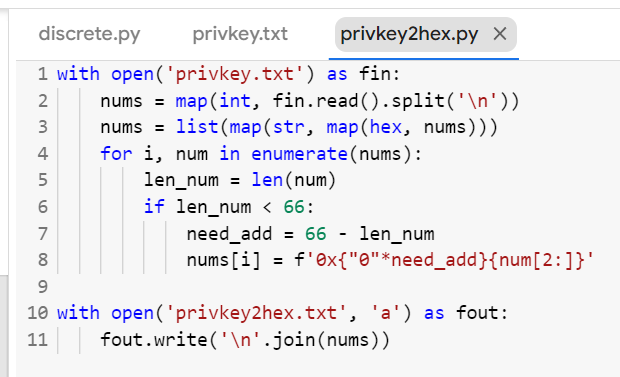 discrete.py privkey.txt privkey2hex.py ×
1 with open('privkey.txt') as fin:
2     nums = map(int, fin.read().split('\n'))
3     nums = list(map(str, map(hex, nums)))
4     for i, num in enumerate(nums):
5         len_num = len(num)
6         if len_num < 66:
7             need_add = 66 - len_num
8             nums[i] = f'0x{"0"*need_add}{num[2:]}'
9
10 with open('privkey2hex.txt', 'a') as fout:
11     fout.write('\n'.join(nums))